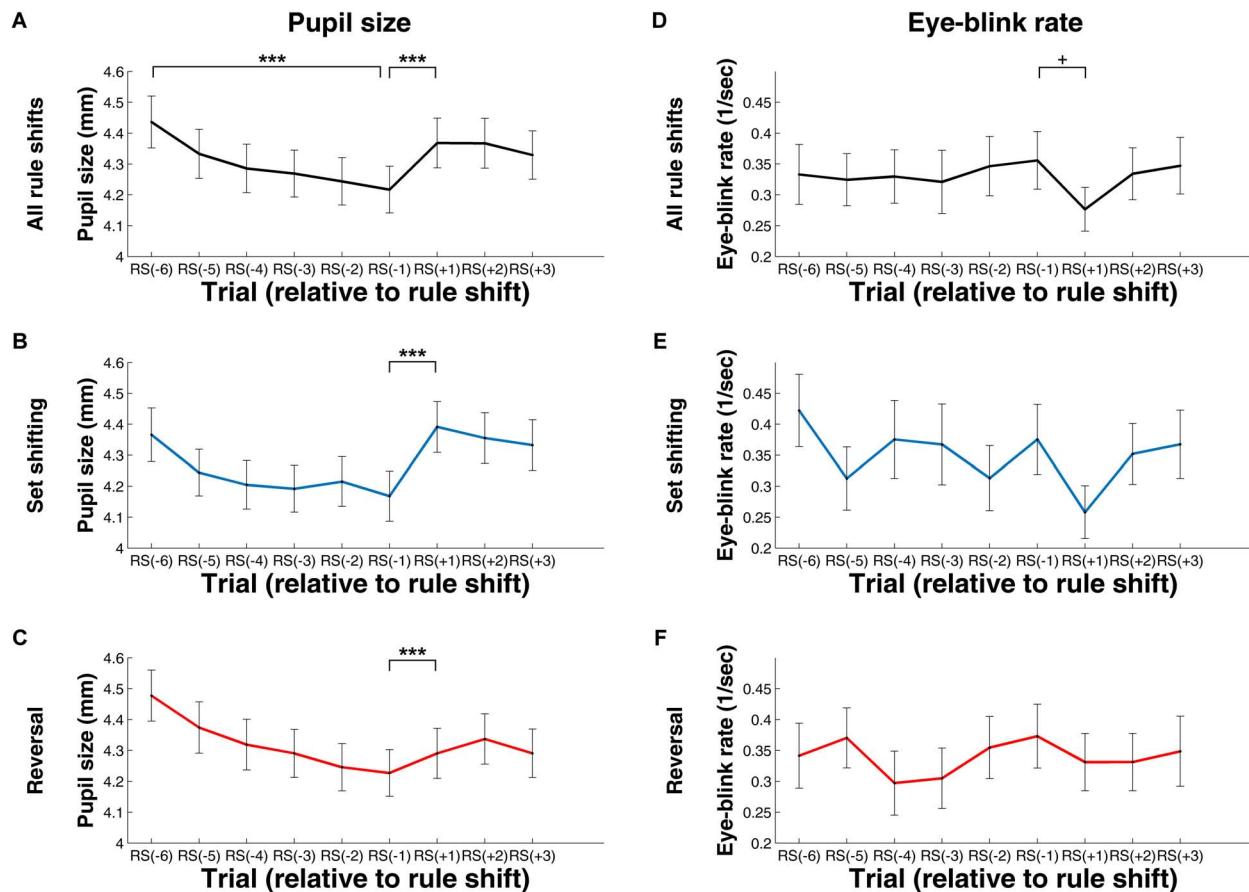 A
Pupil size
All rule shifts
Pupil size (mm)
*** ***
4.6
4.5
4.4
4.3
4.2
4.1
4
RS(-6) RS(-5) RS(-4) RS(-3) RS(-2) RS(-1) RS(+1) RS(+2) RS(+3)
Trial (relative to rule shift)
B
Set shifting
Pupil size (mm)
***
4.6
4.5
4.4
4.3
4.2
4.1
4
RS(-6) RS(-5) RS(-4) RS(-3) RS(-2) RS(-1) RS(+1) RS(+2) RS(+3)
Trial (relative to rule shift)
C
Reversal
Pupil size (mm)
***
4.6
4.5
4.4
4.3
4.2
4.1
4
RS(-6) RS(-5) RS(-4) RS(-3) RS(-2) RS(-1) RS(+1) RS(+2) RS(+3)
Trial (relative to rule shift)
D
Eye-blink rate
All rule shifts
Eye-blink rate (1/sec)
+
0.45
0.4
0.35
0.3
0.25
0.2
RS(-6) RS(-5) RS(-4) RS(-3) RS(-2) RS(-1) RS(+1) RS(+2) RS(+3)
Trial (relative to rule shift)
E
Set shifting
Eye-blink rate (1/sec)
0.45
0.4
0.35
0.3
0.25
0.2
RS(-6) RS(-5) RS(-4) RS(-3) RS(-2) RS(-1) RS(+1) RS(+2) RS(+3)
Trial (relative to rule shift)
F
Reversal
Eye-blink rate (1/sec)
0.45
0.4
0.35
0.3
0.25
0.2
RS(-6) RS(-5) RS(-4) RS(-3) RS(-2) RS(-1) RS(+1) RS(+2) RS(+3)
Trial (relative to rule shift)